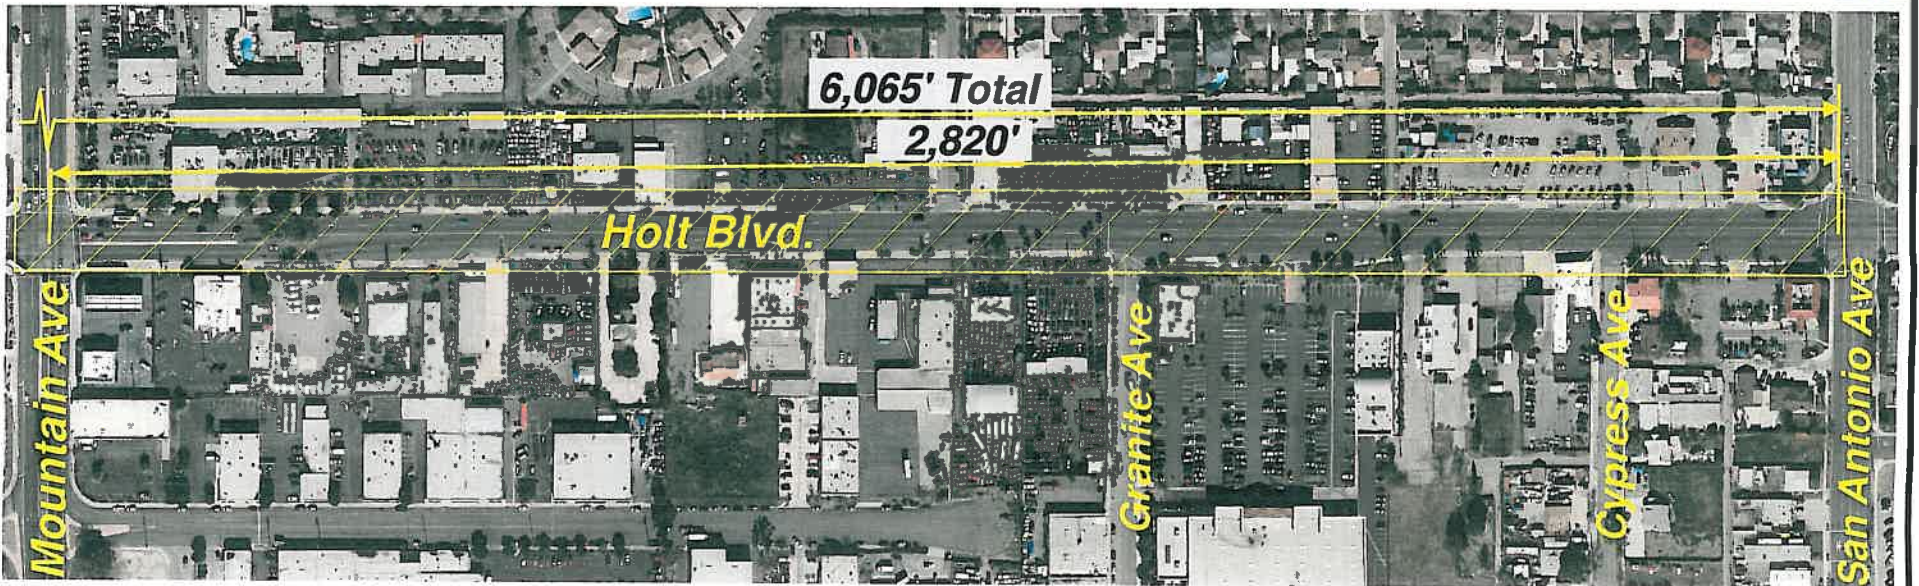 6,065' Total
2,820'
Holt Blvd.
Mountain Ave
Granite Ave
Cypress Ave
San Antonio Ave